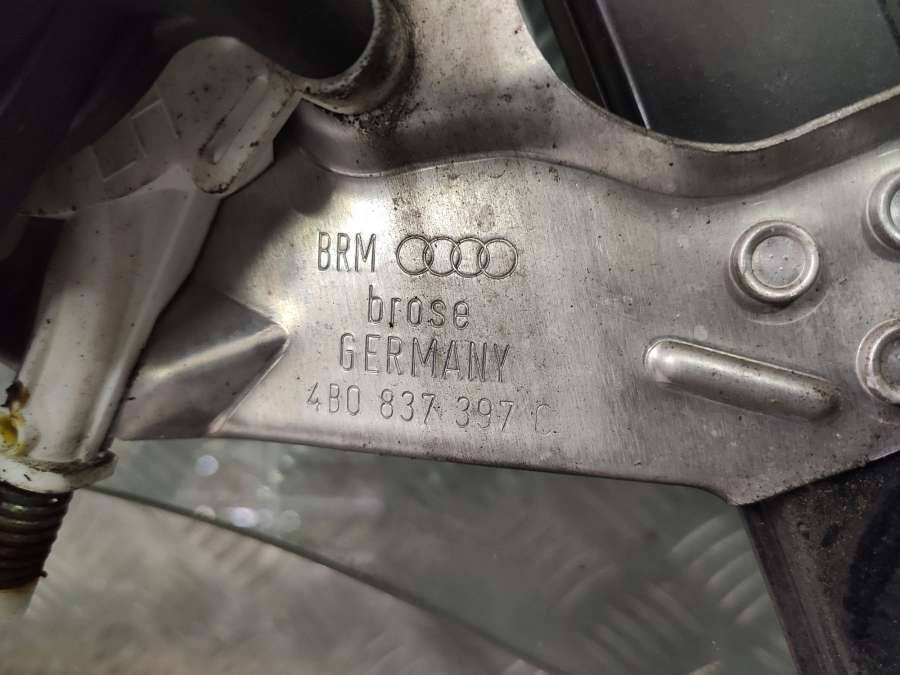 BRM
brose
GERMANY
4B0 837 397 C